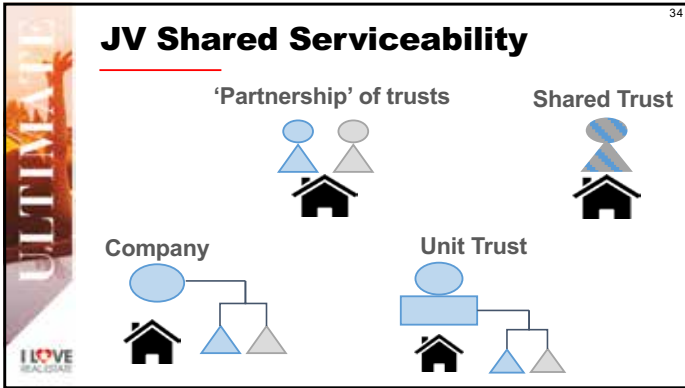 34
JV Shared Serviceability
‘Partnership’ of trusts
Shared Trust
Company
Unit Trust
ULTIMATE
I LOVE
REAL ESTATE